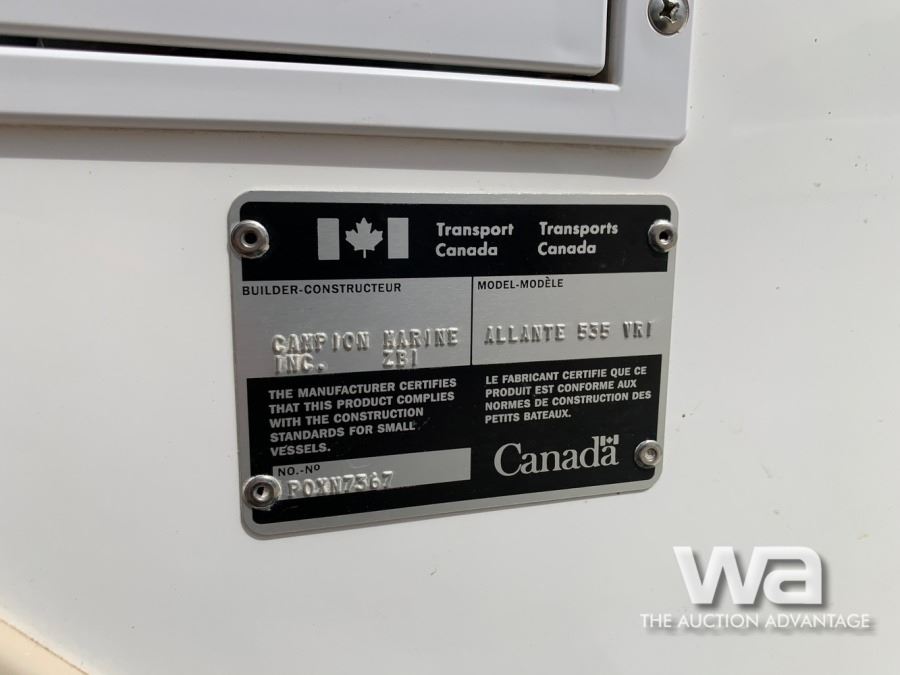 Transport Canada
Transports Canada
BUILDER-CONSTRUCTEUR
CAMPION MARINE
INC. ZBI
MODEL-MODÈLE
ALLANTE 535 VRI
THE MANUFACTURER CERTIFIES
THAT THIS PRODUCT COMPLIES
WITH THE CONSTRUCTION
STANDARDS FOR SMALL
VESSELS.
LE FABRICANT CERTIFIE QUE CE
PRODUIT EST CONFORME AUX
NORMES DE CONSTRUCTION DES
PETITS BATEAUX.
NO.-Nº
POXN7367
Canada
wa
THE AUCTION ADVANTAGE